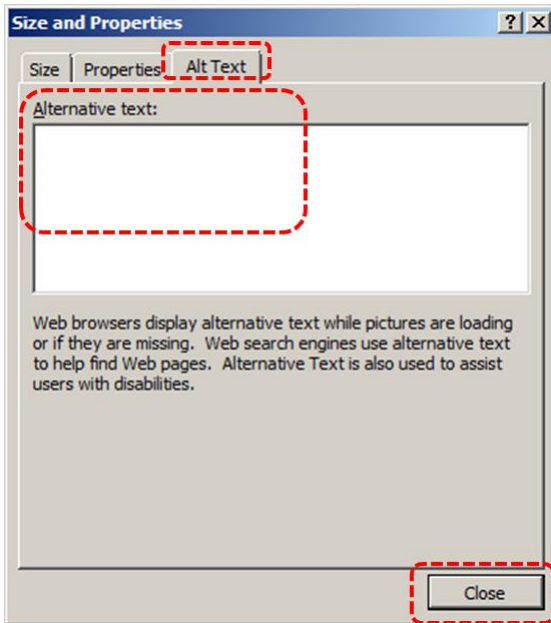 Size and Properties ? X
Size Properties Alt Text
Alternative text:
Web browsers display alternative text while pictures are loading
or if they are missing. Web search engines use alternative text
to help find Web pages. Alternative Text is also used to assist
users with disabilities.
Close